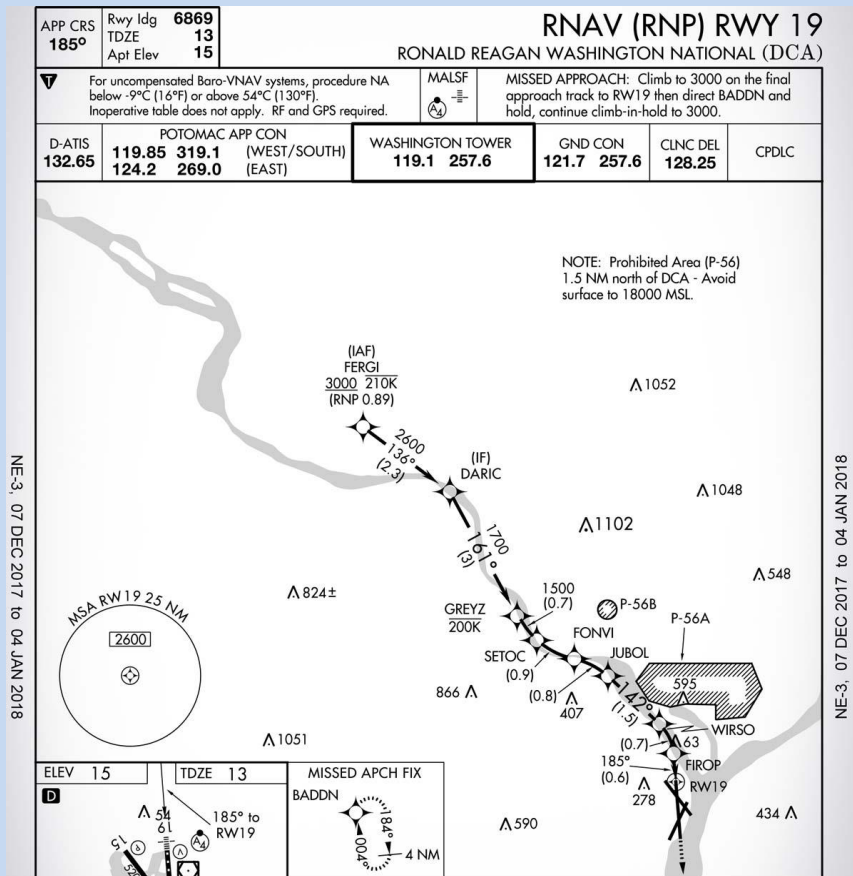 APP CRS
185°
Rwy ldg 6869
TDZE 13
Apt Elev 15
RNAV (RNP) RWY 19
RONALD REAGAN WASHINGTON NATIONAL (DCA)
T
For uncompensated Baro-VNAV systems, procedure NA
below -9°C (16°F) or above 54°C (130°F).
Inoperative table does not apply. RF and GPS required.
MALSF
A4
MISSED APPROACH: Climb to 3000 on the final
approach track to RW19 then direct BADDN and
hold, continue climb-in-hold to 3000.
D-ATIS
132.65
POTOMAC APP CON
119.85 319.1 (WEST/SOUTH)
124.2 269.0 (EAST)
WASHINGTON TOWER
119.1 257.6
GND CON
121.7 257.6
CLNC DEL
128.25
CPDLC
NOTE: Prohibited Area (P-56)
1.5 NM north of DCA - Avoid
surface to 18000 MSL.
(IAF)
FERGI
3000 210K
(RNP 0.89)
1052
2600
136°
(2.3)
(IF)
DARIC
1048
1102
1700
161°
(3)
548
824±
1500
(0.7)
P-56B
GREYZ
200K
P-56A
FONVI
SETOC
JUBOL
(0.9)
(0.8)
595
866
407
142°
(1.5)
WIRSO
(0.7)
63
185°
(0.6)
FIROP
RW19
278
434
590
1051
MSA RW19 25 NM
2600
NE-3, 07 DEC 2017 to 04 JAN 2018
NE-3, 07 DEC 2017 to 04 JAN 2018
ELEV 15
TDZE 13
D
54
19
185° to
RW19
A4
P
V
15
MISSED APCH FIX
BADDN
184°
004°
4 NM